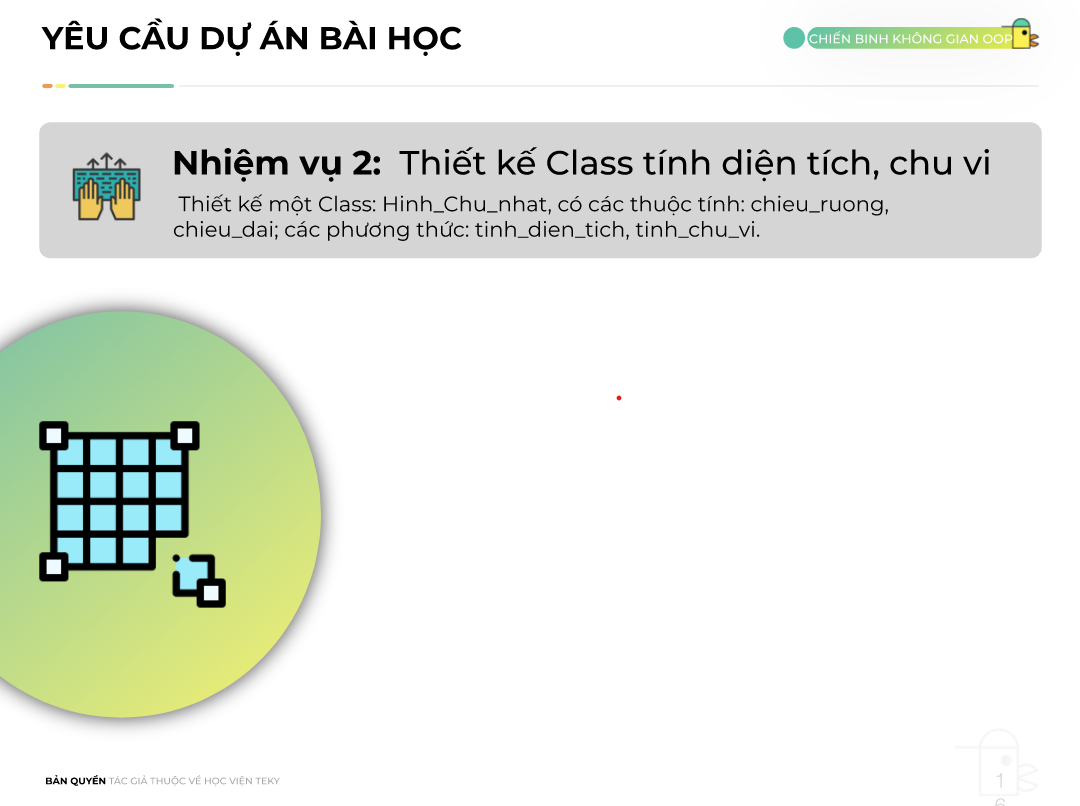 YÊU CẦU DỰ ÁN BÀI HỌC
CHIẾN BINH KHÔNG GIAN OOP
Nhiệm vụ 2: Thiết kế Class tính diện tích, chu vi
Thiết kế một Class: Hinh_Chu_nhat, có các thuộc tính: chieu_ruong,
chieu_dai; các phương thức: tinh_dien_tich, tinh_chu_vi.
BẢN QUYỀN TÁC GIẢ THUỘC VỀ HỌC VIỆN TEKY
1
6